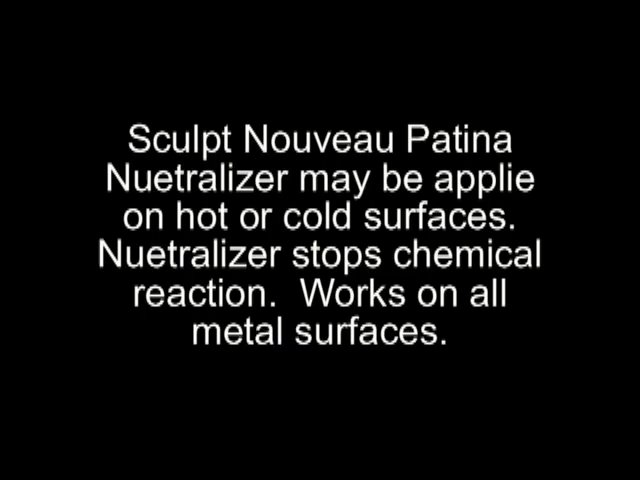 Sculpt Nouveau Patina
Nuetralizer may be applie
on hot or cold surfaces.
Nuetralizer stops chemical
reaction.  Works on all
metal surfaces.